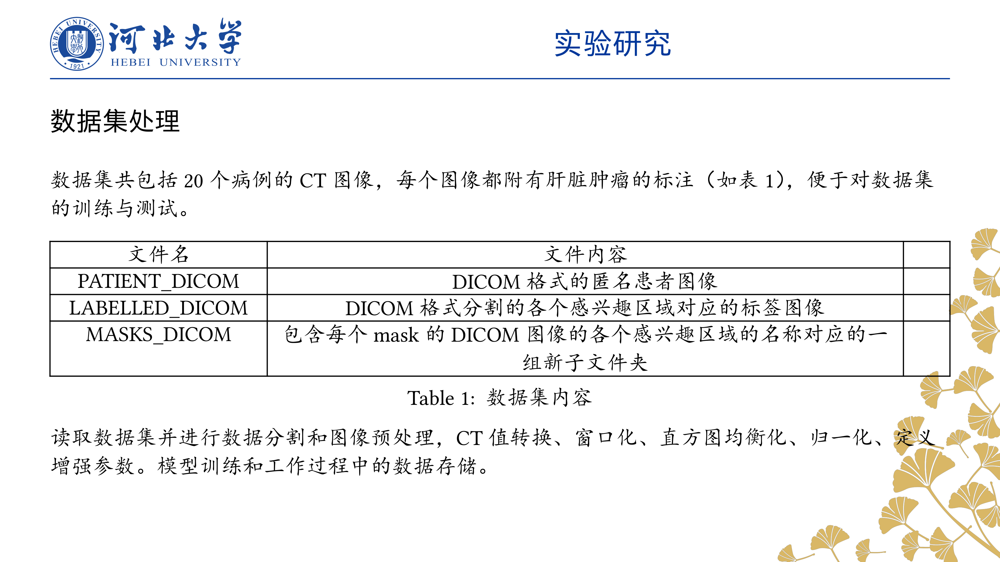 HEBEI UNIVERSITY
1921
河北大学
HEBEI UNIVERSITY
实验研究
数据集处理
数据集共包括 20 个病例的 CT 图像，每个图像都附有肝脏肿瘤的标注（如表 1），便于对数据集
的训练与测试。
文件名 文件内容
PATIENT_DICOM DICOM 格式的匿名患者图像
LABELLED_DICOM DICOM 格式分割的各个感兴趣区域对应的标签图像
MASKS_DICOM 包含每个 mask 的 DICOM 图像的各个感兴趣区域的名称对应的一
组新子文件夹
Table 1: 数据集内容
读取数据集并进行数据分割和图像预处理，CT 值转换、窗口化、直方图均衡化、归一化、定义
增强参数。模型训练和工作过程中的数据存储。